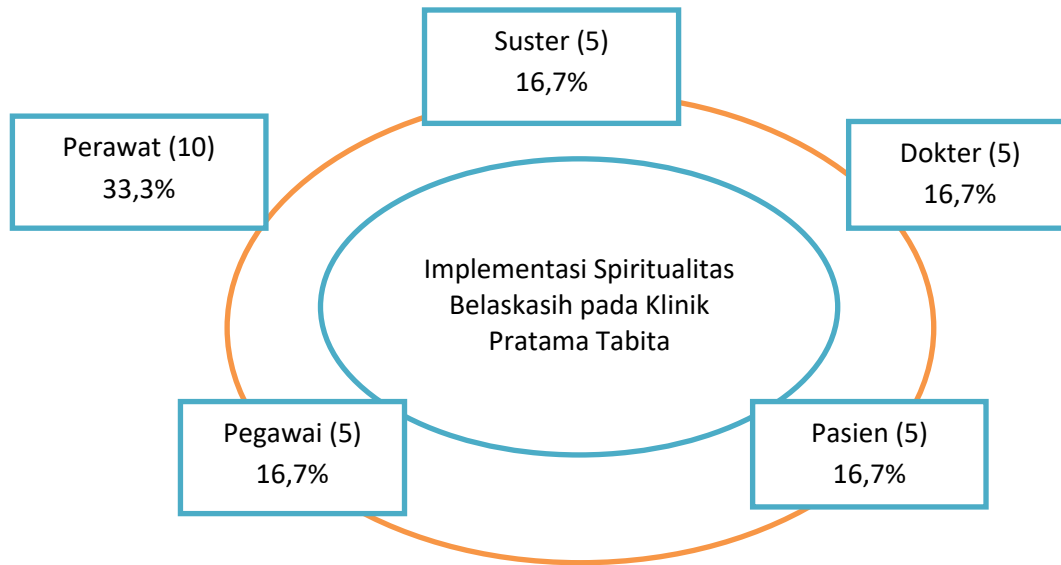 Suster (5)
16,7%
Perawat (10)
33,3%
Dokter (5)
16,7%
Implementasi Spiritualitas
Belaskasih pada Klinik
Pratama Tabita
Pegawai (5)
16,7%
Pasien (5)
16,7%